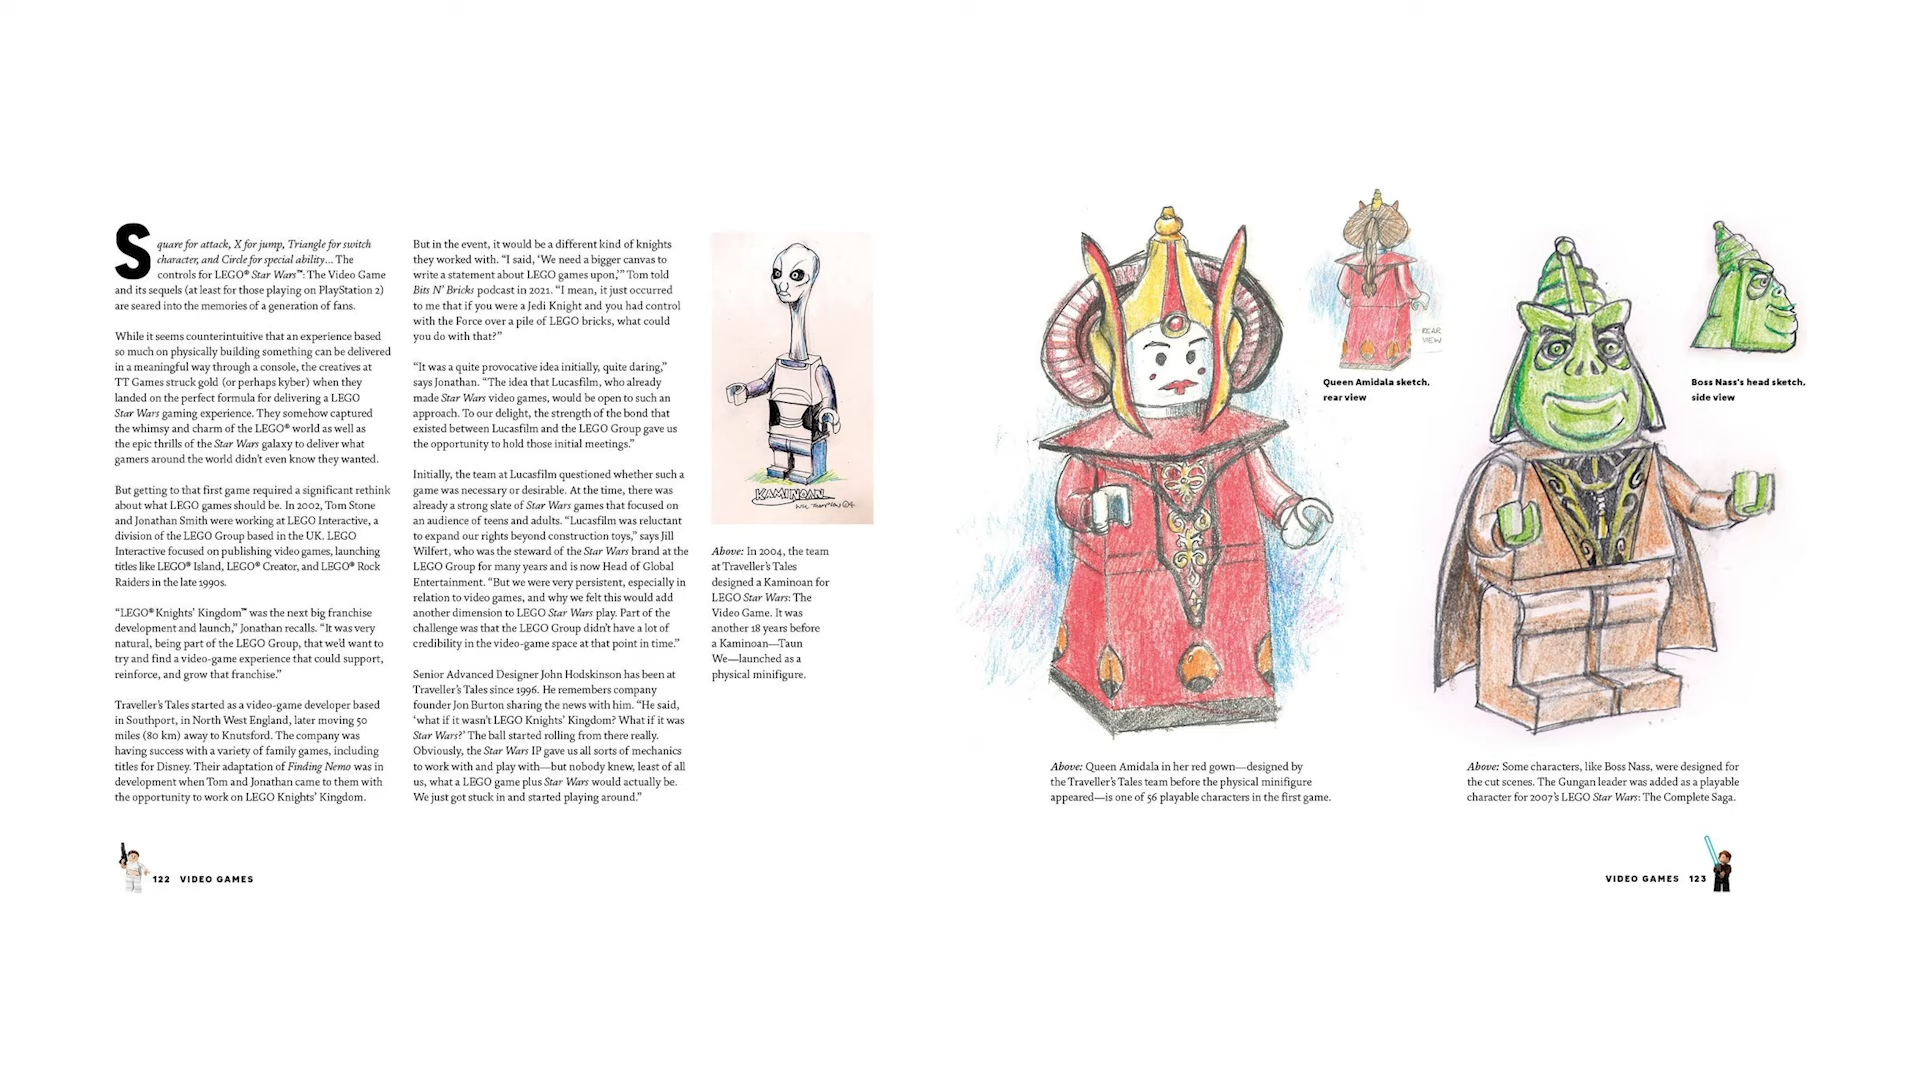 Square for attack, X for jump, Triangle for switch
character, and Circle for special ability... The
controls for LEGO® Star Wars™: The Video Game
and its sequels (at least for those playing on PlayStation 2)
are seared into the memories of a generation of fans.
While it seems counterintuitive that an experience based
so much on physically building something can be delivered
in a meaningful way through a console, the creatives at
TT Games struck gold (or perhaps kyber) when they
landed on the perfect formula for delivering a LEGO
Star Wars gaming experience. They somehow captured
the whimsy and charm of the LEGO® world as well as
the epic thrills of the Star Wars galaxy to deliver what
gamers around the world didn't even know they wanted.
But getting to that first game required a significant rethink
about what LEGO games should be. In 2002, Tom Stone
and Jonathan Smith were working at LEGO Interactive, a
division of the LEGO Group based in the UK. LEGO
Interactive focused on publishing video games, launching
titles like LEGO® Island, LEGO® Creator, and LEGO® Rock
Raiders in the late 1990s.
“LEGO® Knights' Kingdom™ was the next big franchise
development and launch,” Jonathan recalls. “It was very
natural, being part of the LEGO Group, that we'd want to
try and find a video-game experience that could support,
reinforce, and grow that franchise.”
Traveller's Tales started as a video-game developer based
in Southport, in North West England, later moving 50
miles (80 km) away to Knutsford. The company was
having success with a variety of family games, including
titles for Disney. Their adaptation of Finding Nemo was in
development when Tom and Jonathan came to them with
the opportunity to work on LEGO Knights' Kingdom.
But in the event, it would be a different kind of knights
they worked with. “I said, ‘We need a bigger canvas to
write a statement about LEGO games upon,’” Tom told
Bits N' Bricks podcast in 2021. “I mean, it just occurred
to me that if you were a Jedi Knight and you had control
with the Force over a pile of LEGO bricks, what could
you do with that?”
“It was a quite provocative idea initially, quite daring,”
says Jonathan. “The idea that Lucasfilm, who already
made Star Wars video games, would be open to such an
approach. To our delight, the strength of the bond that
existed between Lucasfilm and the LEGO Group gave us
the opportunity to hold those initial meetings.”
Initially, the team at Lucasfilm questioned whether such a
game was necessary or desirable. At the time, there was
already a strong slate of Star Wars games that focused on
an audience of teens and adults. “Lucasfilm was reluctant
to expand our rights beyond construction toys,” says Jill
Wilfert, who was the steward of the Star Wars brand at the
LEGO Group for many years and is now Head of Global
Entertainment. “But we were very persistent, especially in
relation to video games, and why we felt this would add
another dimension to LEGO Star Wars play. Part of the
challenge was that the LEGO Group didn't have a lot of
credibility in the video-game space at that point in time.”
Senior Advanced Designer John Hodskinson has been at
Traveller's Tales since 1996. He remembers company
founder Jon Burton sharing the news with him. “He said,
‘what if it wasn't LEGO Knights' Kingdom? What if it was
Star Wars?’ The ball started rolling from there really.
Obviously, the Star Wars IP gave us all sorts of mechanics
to work with and play with—but nobody knew, least of all
us, what a LEGO game plus Star Wars would actually be.
We just got stuck in and started playing around.”
KAMINOAN
Above: In 2004, the team
at Traveller's Tales
designed a Kaminoan for
LEGO Star Wars: The
Video Game. It was
another 18 years before
a Kaminoan—Taun
We—launched as a
physical minifigure.
122 VIDEO GAMES
REAR
VIEW
Queen Amidala sketch,
rear view
Boss Nass's head sketch,
side view
Above: Queen Amidala in her red gown—designed by
the Traveller's Tales team before the physical minifigure
appeared—is one of 56 playable characters in the first game.
Above: Some characters, like Boss Nass, were designed for
the cut scenes. The Gungan leader was added as a playable
character for 2007's LEGO Star Wars: The Complete Saga.
VIDEO GAMES 123